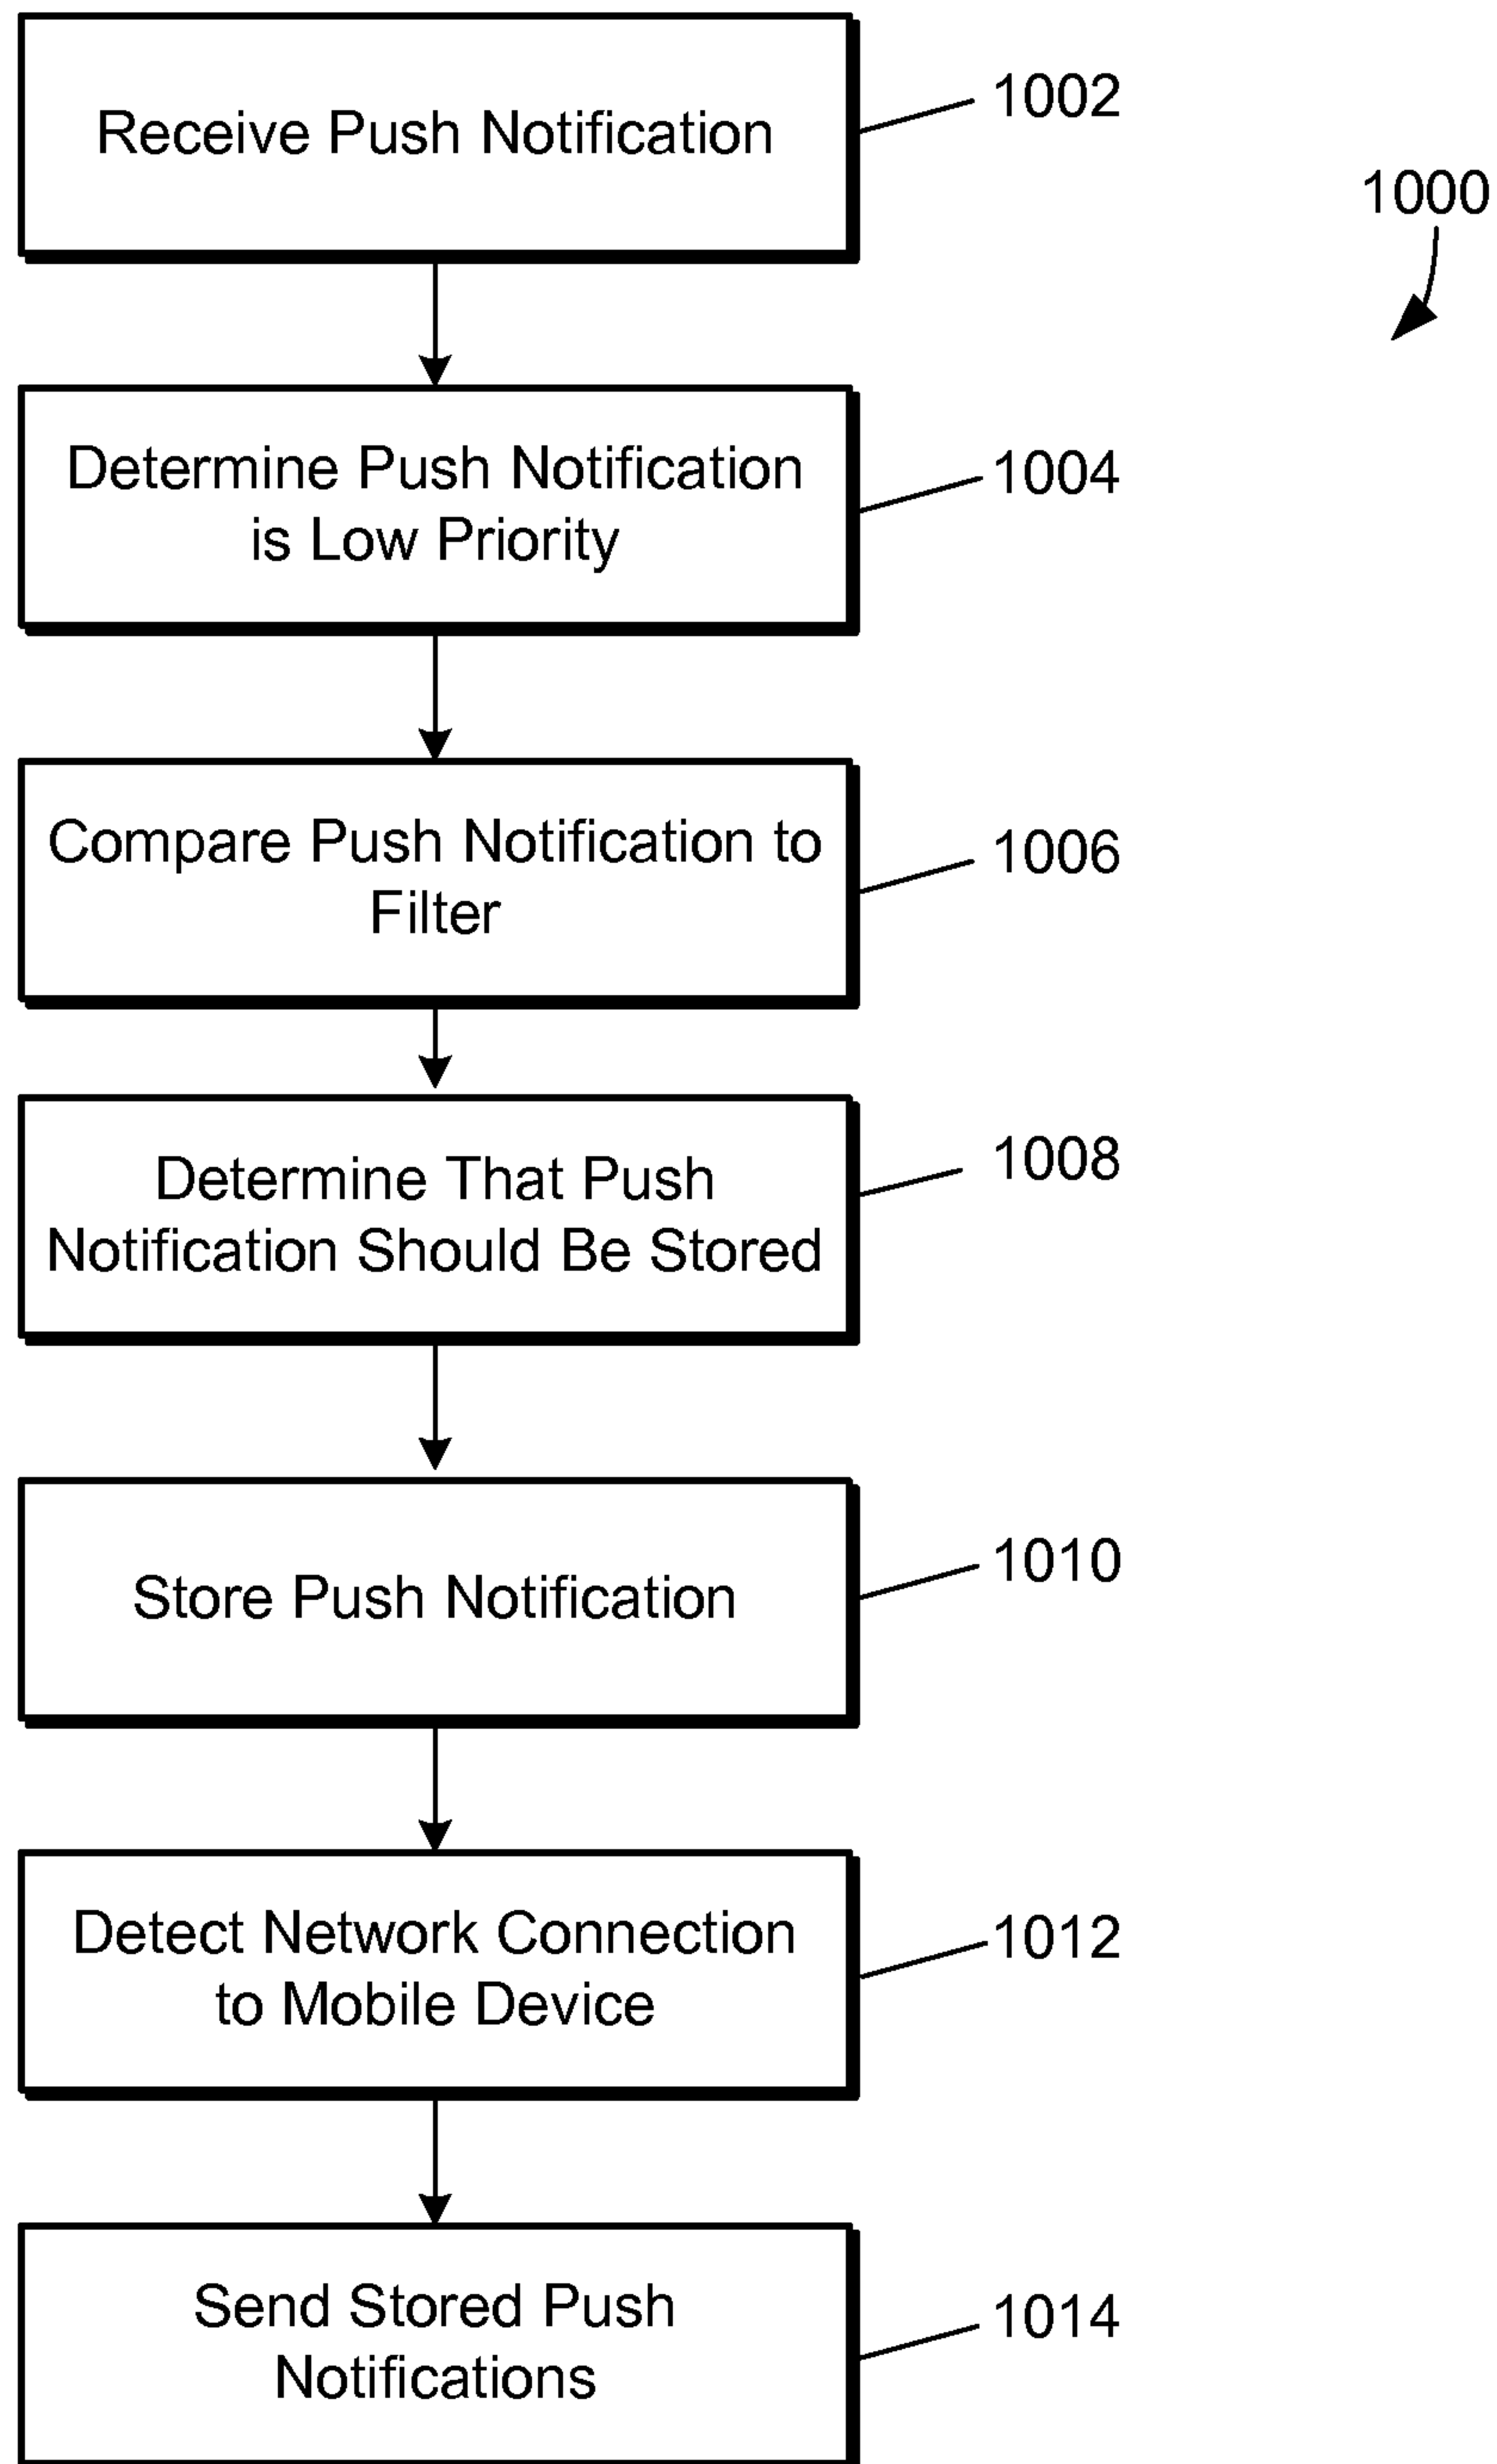 Receive Push Notification
1002
1000
Determine Push Notification
is Low Priority
1004
Compare Push Notification to
Filter
1006
Determine That Push
Notification Should Be Stored
1008
Store Push Notification
1010
Detect Network Connection
to Mobile Device
1012
Send Stored Push
Notifications
1014